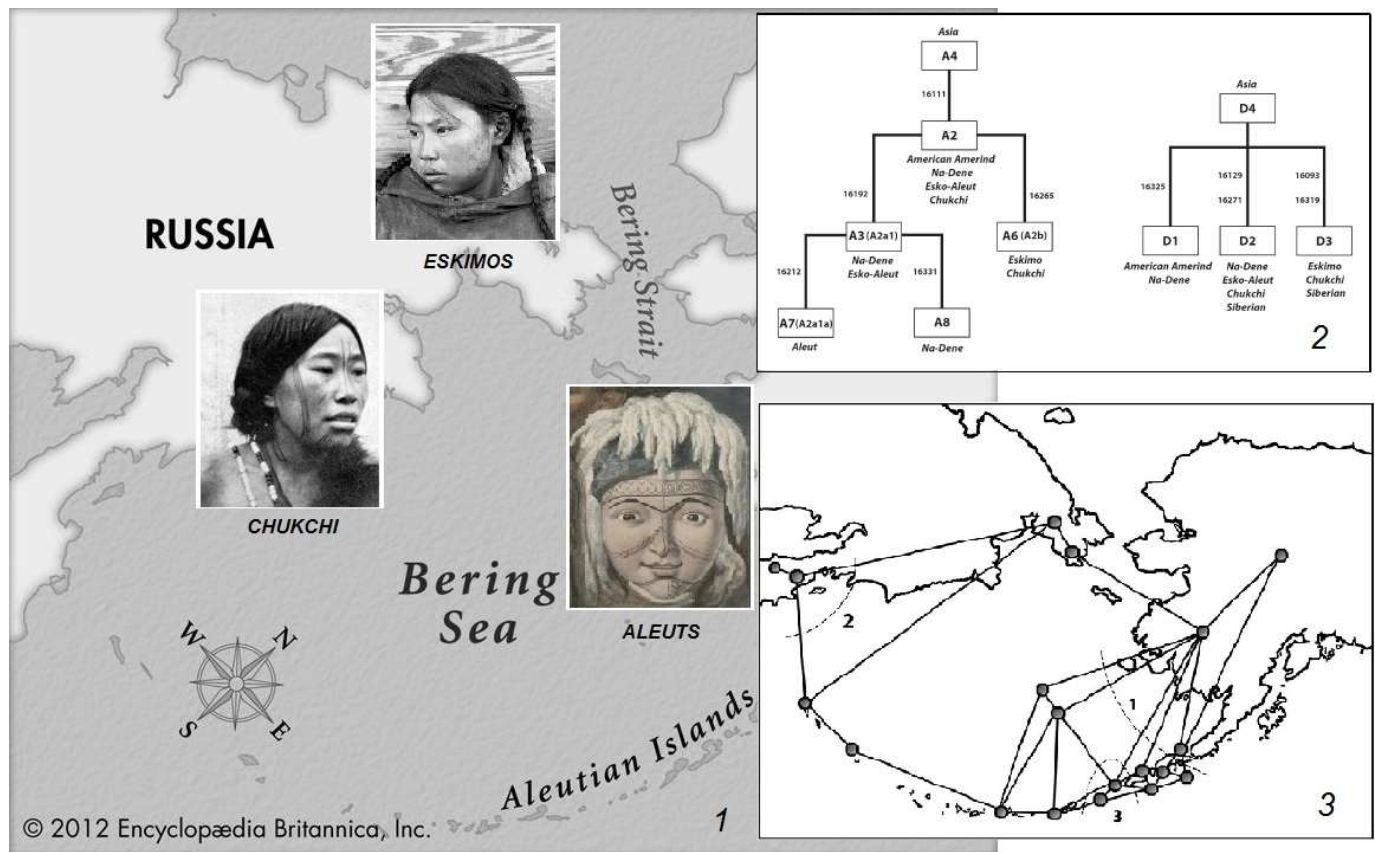 RUSSIA
ESKIMOS
Bering Strait
CHUKCHI
Bering
Sea
ALEUTS
W N
S E
Aleutian Islands
© 2012 Encyclopædia Britannica, Inc.
1
Asia
A4
16111
A2
American Amerind
Na-Dene
Esko-Aleut
Chukchi
16192
16265
A3 (A2a1)
A6 (A2b)
Na-Dene
Esko-Aleut
Eskimo
Chukchi
16212
16331
A7 (A2a1a)
A8
Aleut
Na-Dene
Asia
D4
16325
16129
16271
16093
16319
D1
D2
D3
American Amerind
Na-Dene
Na-Dene
Esko-Aleut
Chukchi
Siberian
Eskimo
Chukchi
Siberian
2
2
1
3
3